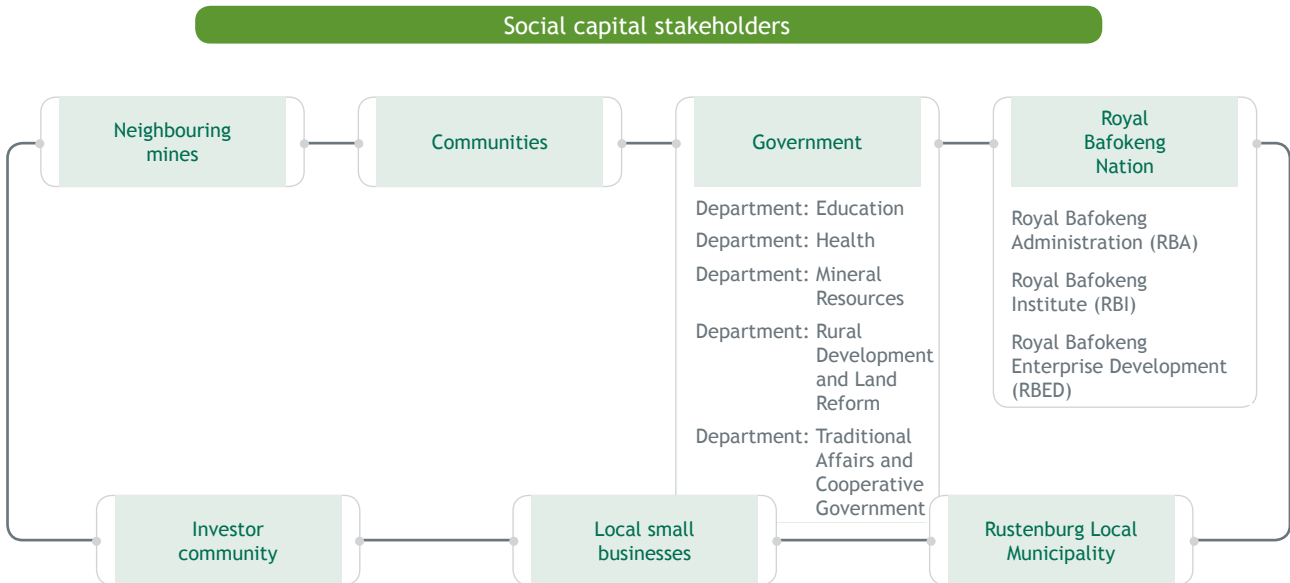 Social capital stakeholders
Neighbouring
mines
Communities
Government
Department: Education
Department: Health
Department: Mineral
Resources
Department: Rural
Development
and Land
Reform
Department: Traditional
Affairs and
Cooperative
Government
Royal
Bafokeng
Nation
Royal Bafokeng
Administration (RBA)
Royal Bafokeng
Institute (RBI)
Royal Bafokeng
Enterprise Development
(RBED)
Investor
community
Local small
businesses
Rustenburg Local
Municipality